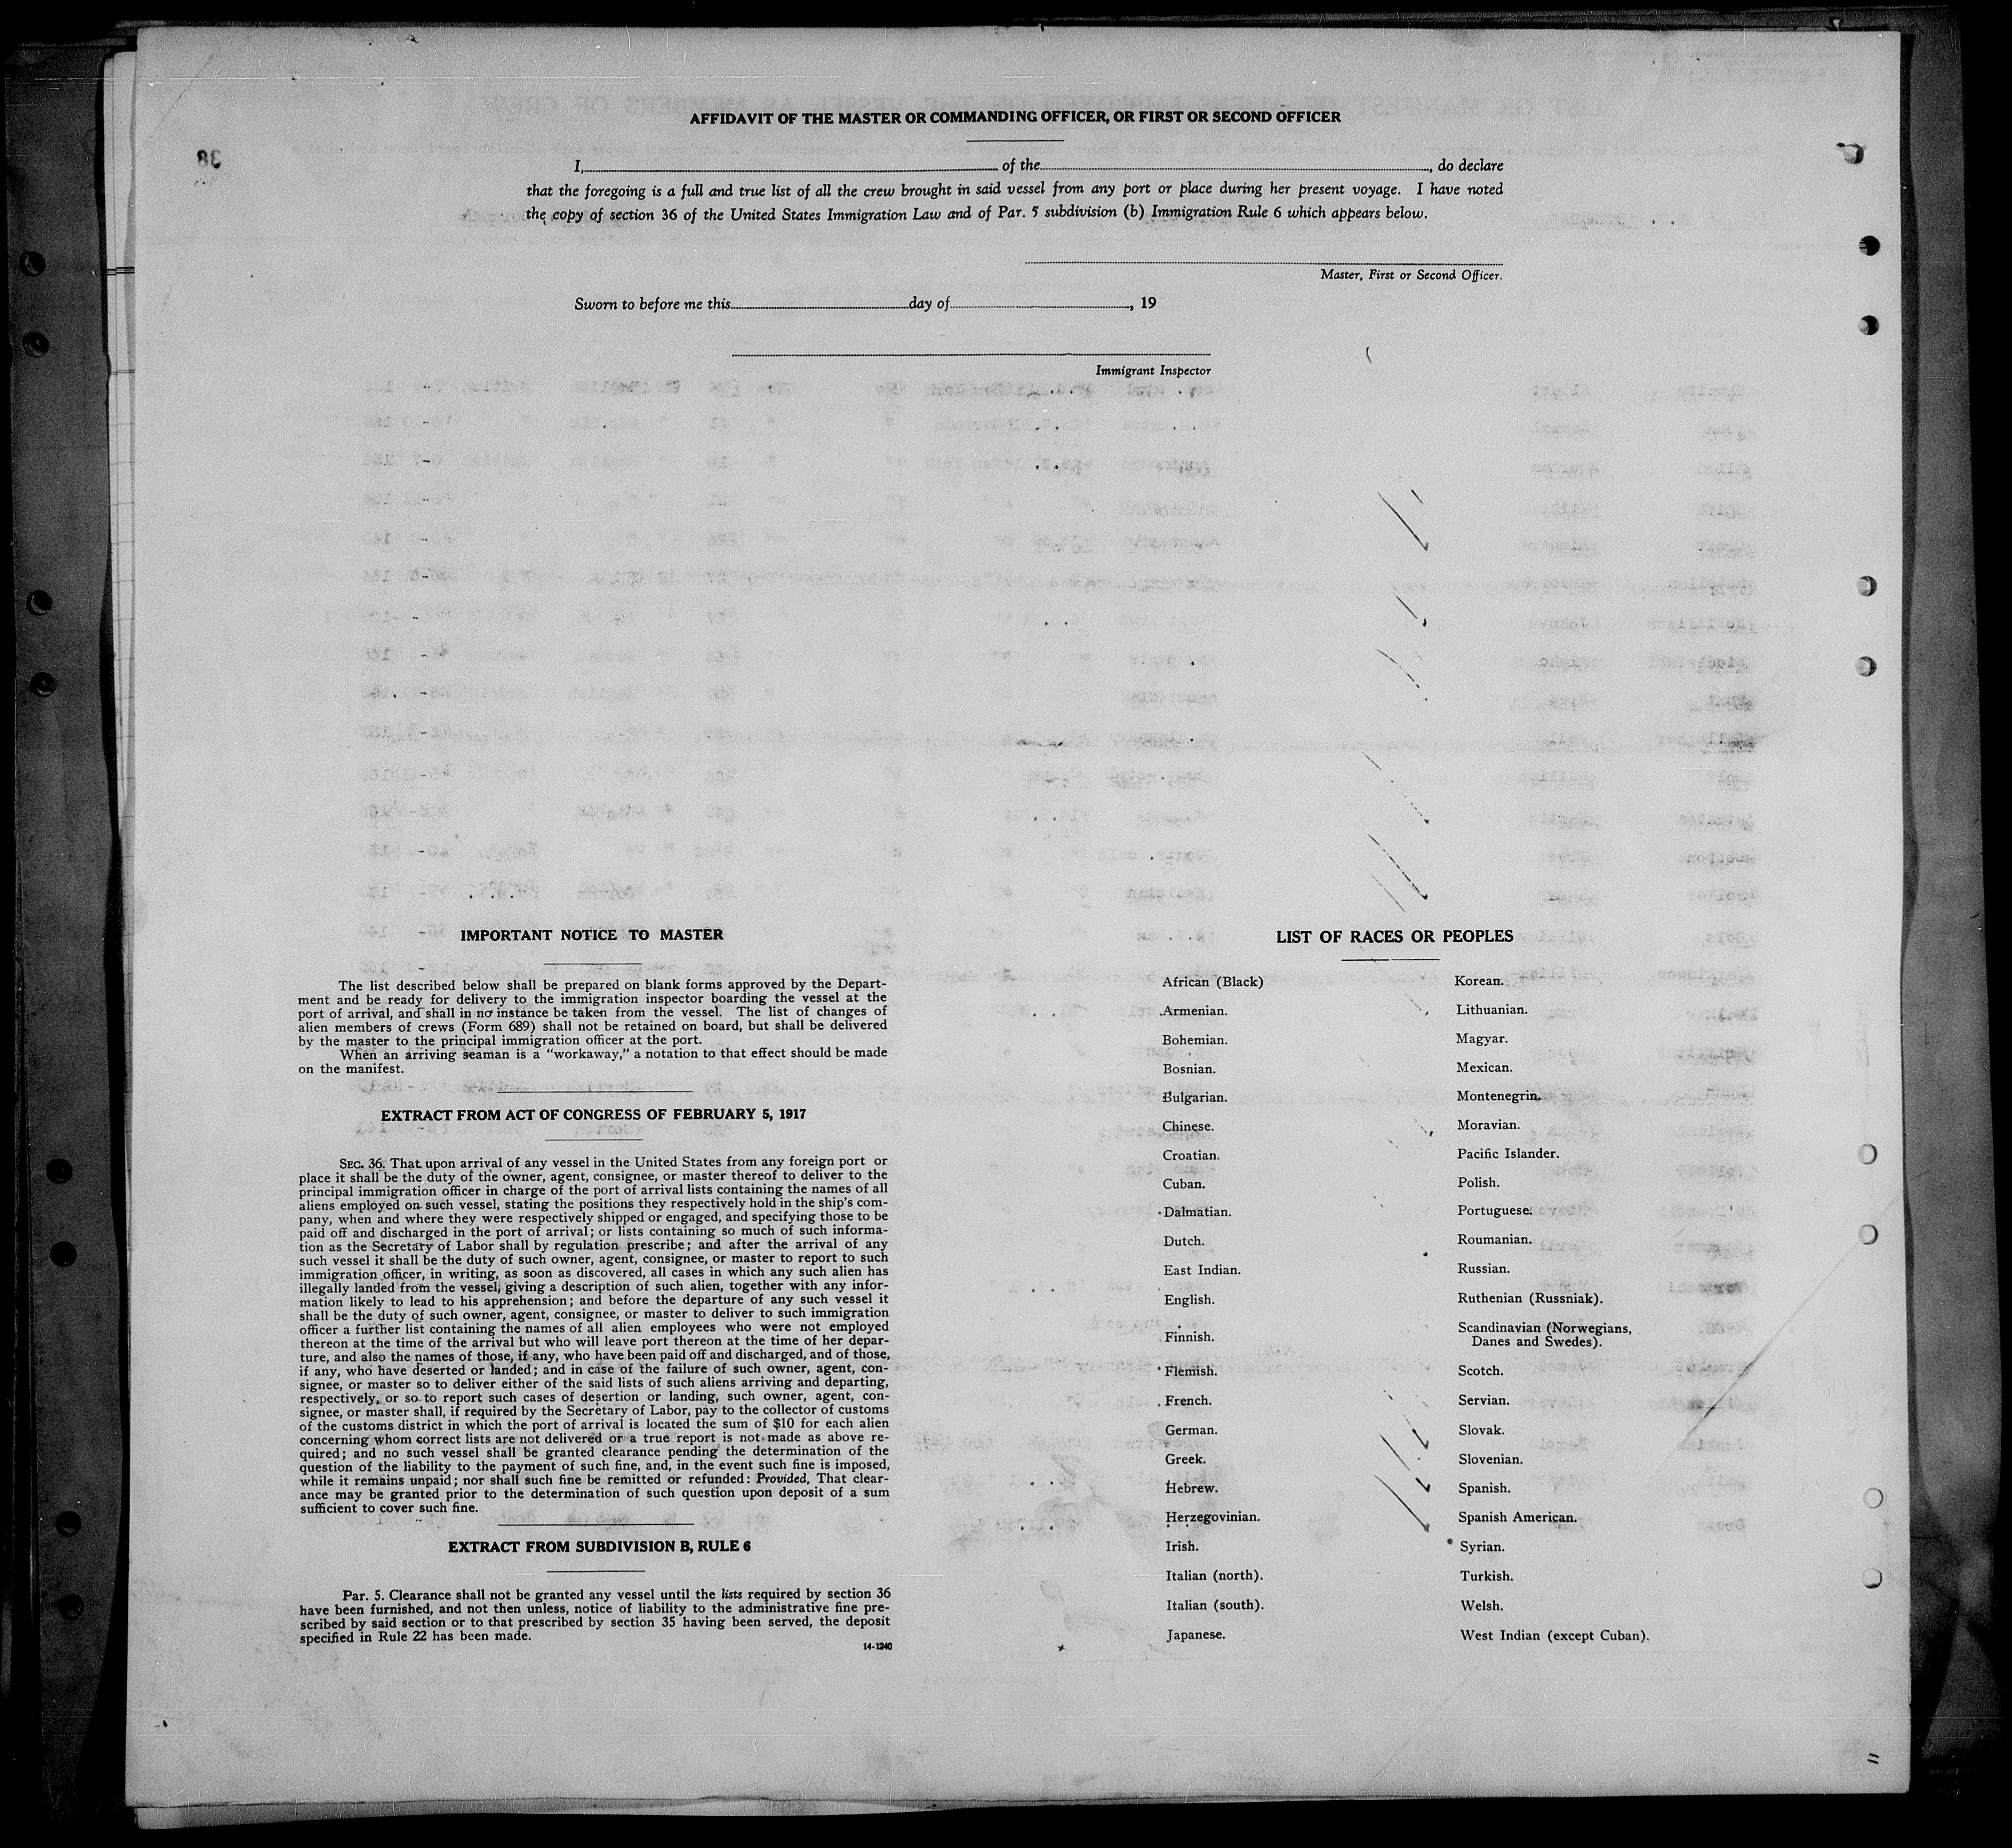 AFFIDAVIT OF THE MASTER OR COMMANDING OFFICER, OR FIRST OR SECOND OFFICER
I, of the , do declare
that the foregoing is a full and true list of all the crew brought in said vessel from any port or place during her present voyage. I have noted
the copy of section 36 of the United States Immigration Law and of Par. 5 subdivision (b) Immigration Rule 6 which appears below.
Master, First or Second Officer.
Sworn to before me this day of , 19
Immigrant Inspector
IMPORTANT NOTICE TO MASTER
The list described below shall be prepared on blank forms approved by the Depart-
ment and be ready for delivery to the immigration inspector boarding the vessel at the
port of arrival, and shall in no instance be taken from the vessel. The list of changes of
alien members of crews (Form 689) shall not be retained on board, but shall be delivered
by the master to the principal immigration officer at the port.
When an arriving seaman is a "workaway," a notation to that effect should be made
on the manifest.
EXTRACT FROM ACT OF CONGRESS OF FEBRUARY 5, 1917
SEC. 36. That upon arrival of any vessel in the United States from any foreign port or
place it shall be the duty of the owner, agent, consignee, or master thereof to deliver to the
principal immigration officer in charge of the port of arrival lists containing the names of all
aliens employed on such vessel, stating the positions they respectively hold in the ship's com-
pany, when and where they were respectively shipped or engaged, and specifying those to be
paid off and discharged in the port of arrival; or lists containing so much of such informa-
tion as the Secretary of Labor shall by regulation prescribe; and after the arrival of any
such vessel it shall be the duty of such owner, agent, consignee, or master to report to such
immigration officer, in writing, as soon as discovered, all cases in which any such alien has
illegally landed from the vessel, giving a description of such alien, together with any infor-
mation likely to lead to his apprehension; and before the departure of any such vessel it
shall be the duty of such owner, agent, consignee, or master to deliver to such immigration
officer a further list containing the names of all alien employees who were not employed
thereon at the time of the arrival but who will leave port thereon at the time of her depar-
ture, and also the names of those, if any, who have been paid off and discharged, and of those,
if any, who have deserted or landed; and in case of the failure of such owner, agent, con-
signee, or master so to deliver either of the said lists of such aliens arriving and departing,
respectively, or so to report such cases of desertion or landing, such owner, agent, con-
signee, or master shall, if required by the Secretary of Labor, pay to the collector of customs
of the customs district in which the port of arrival is located the sum of $10 for each alien
concerning whom correct lists are not delivered or a true report is not made as above re-
quired; and no such vessel shall be granted clearance pending the determination of the
question of the liability to the payment of such fine, and, in the event such fine is imposed,
while it remains unpaid; nor shall such fine be remitted or refunded: Provided, That clear-
ance may be granted prior to the determination of such question upon deposit of a sum
sufficient to cover such fine.
EXTRACT FROM SUBDIVISION B, RULE 6
Par. 5. Clearance shall not be granted any vessel until the lists required by section 36
have been furnished, and not then unless, notice of liability to the administrative fine pre-
scribed by said section or to that prescribed by section 35 having been served, the deposit
specified in Rule 22 has been made.
14-1240
LIST OF RACES OR PEOPLES
African (Black)
Armenian.
Bohemian.
Bosnian.
Bulgarian.
Chinese.
Croatian.
Cuban.
Dalmatian.
Dutch.
East Indian.
English.
Finnish.
Flemish.
French.
German.
Greek.
Hebrew.
Herzegovinian.
Irish.
Italian (north).
Italian (south).
Japanese.
Korean.
Lithuanian.
Magyar.
Mexican.
Montenegrin.
Moravian.
Pacific Islander.
Polish.
Portuguese.
Roumanian.
Russian.
Ruthenian (Russniak).
Scandinavian (Norwegians,
Danes and Swedes).
Scotch.
Servian.
Slovak.
Slovenian.
Spanish.
Spanish American.
Syrian.
Turkish.
Welsh.
West Indian (except Cuban).